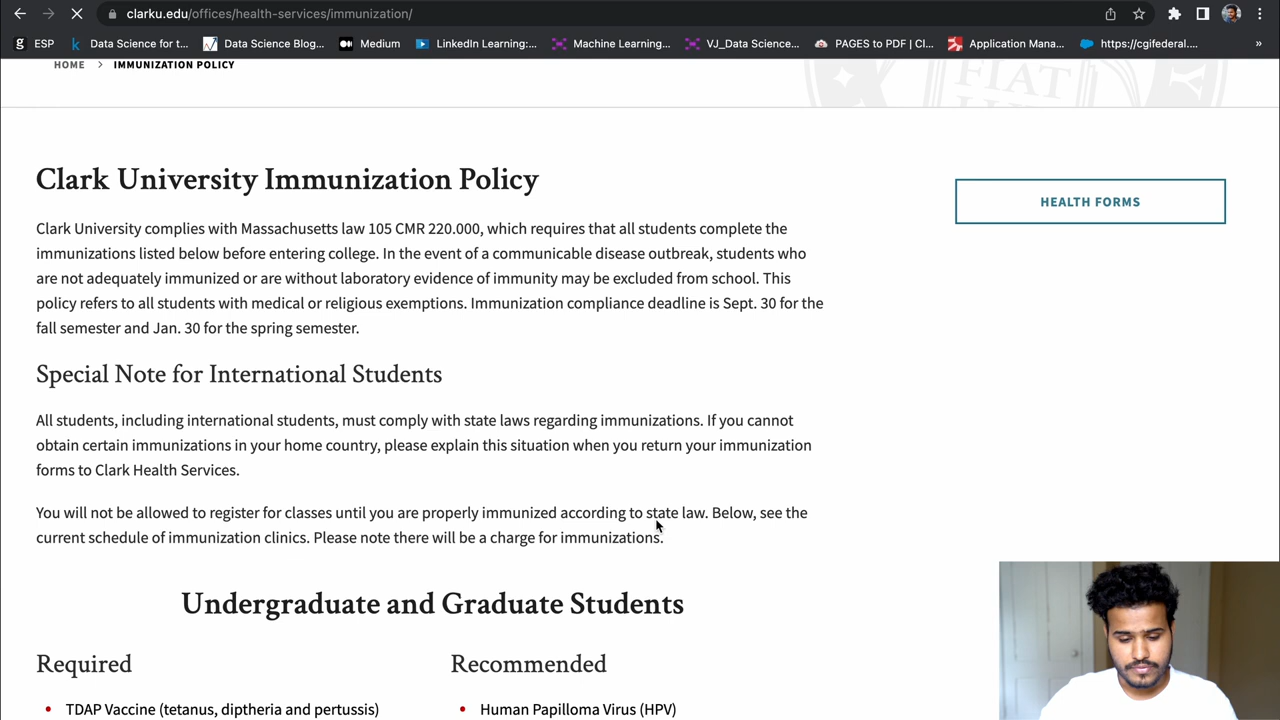 clarku.edu/offices/health-services/immunization/
ESP
Data Science for t...
Data Science Blog...
Medium
LinkedIn Learning:...
Machine Learning...
VJ_Data Science...
PAGES to PDF | Cl...
Application Mana...
https://cgifederal....
»
HOME > IMMUNIZATION POLICY
FIAT
Clark University Immunization Policy
HEALTH FORMS
Clark University complies with Massachusetts law 105 CMR 220.000, which requires that all students complete the
immunizations listed below before entering college. In the event of a communicable disease outbreak, students who
are not adequately immunized or are without laboratory evidence of immunity may be excluded from school. This
policy refers to all students with medical or religious exemptions. Immunization compliance deadline is Sept. 30 for the
fall semester and Jan. 30 for the spring semester.
Special Note for International Students
All students, including international students, must comply with state laws regarding immunizations. If you cannot
obtain certain immunizations in your home country, please explain this situation when you return your immunization
forms to Clark Health Services.
You will not be allowed to register for classes until you are properly immunized according to state law. Below, see the
current schedule of immunization clinics. Please note there will be a charge for immunizations.
Undergraduate and Graduate Students
Required
• TDAP Vaccine (tetanus, diptheria and pertussis)
Recommended
• Human Papilloma Virus (HPV)